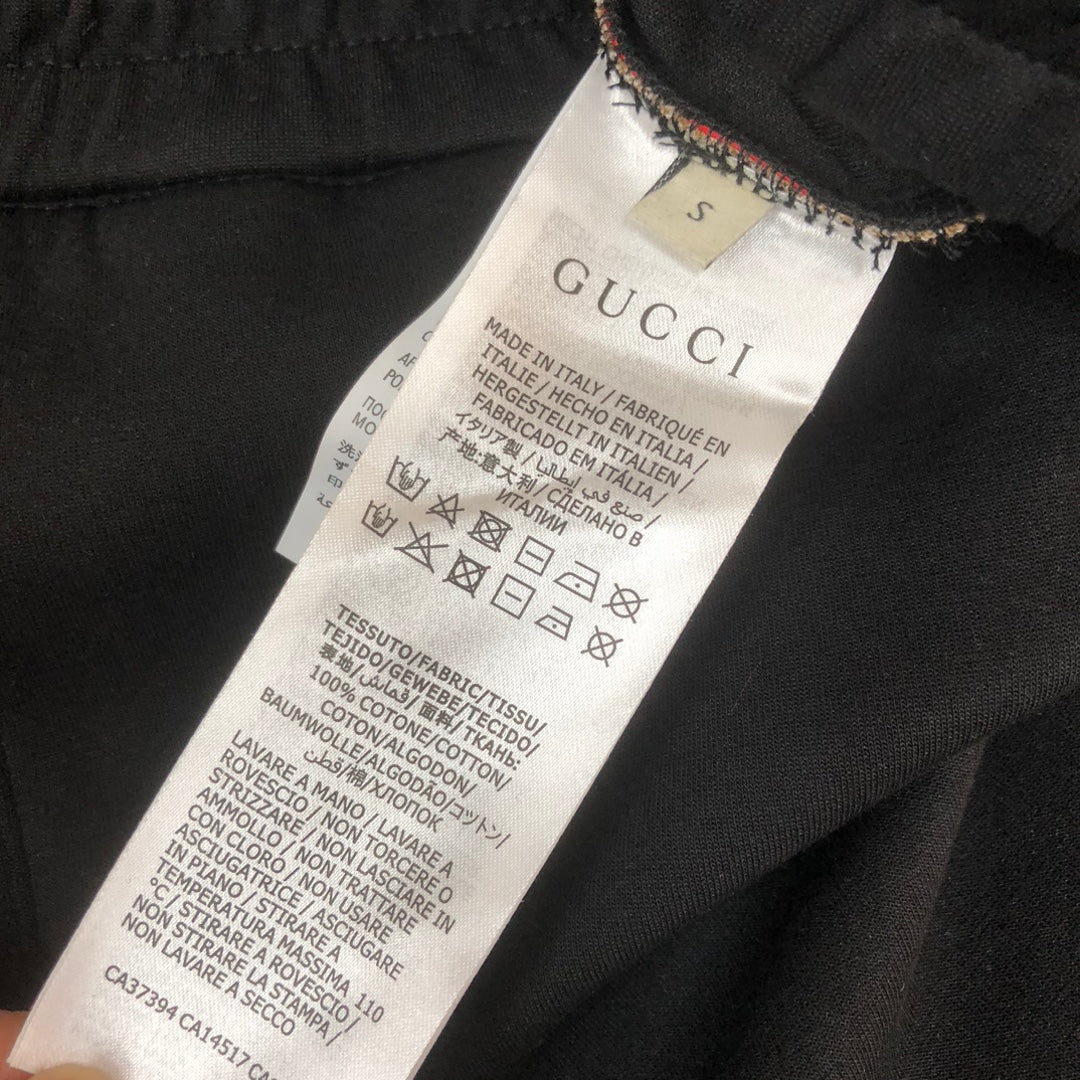 S
GUCCI
MADE IN ITALY / FABRIQUÉ EN
ITALIE / HECHO EN ITALIA /
HERGESTELLT IN ITALIEN /
FABRICADO EM ITALIA /
イタリア製 / صنع في إيطاليا /
产地:意大利 / СДЕЛАНО В
ИТАЛИИ
TESSUTO/FABRIC/TISSU/
TEJIDO/GEWEBE/TECIDO/
表地/قماش/面料/ТКАНЬ:
100% COTONE/COTTON/
COTON/ALGODON/
BAUMWOLLE/ALGODÃO/コットン/
قطن/棉/ХЛОПОК
LAVARE A MANO / LAVARE A
ROVESCIO / NON TORCERE O
STRIZZARE / NON LASCIARE IN
AMMOLLO / NON TRATTARE
CON CLORO / NON USARE
ASCIUGATRICE / ASCIUGARE
IN PIANO / STIRARE A
TEMPERATURA MASSIMA 110
°C / STIRARE A ROVESCIO /
NON STIRARE LA STAMPA /
NON LAVARE A SECCO
CA37394 CA14517